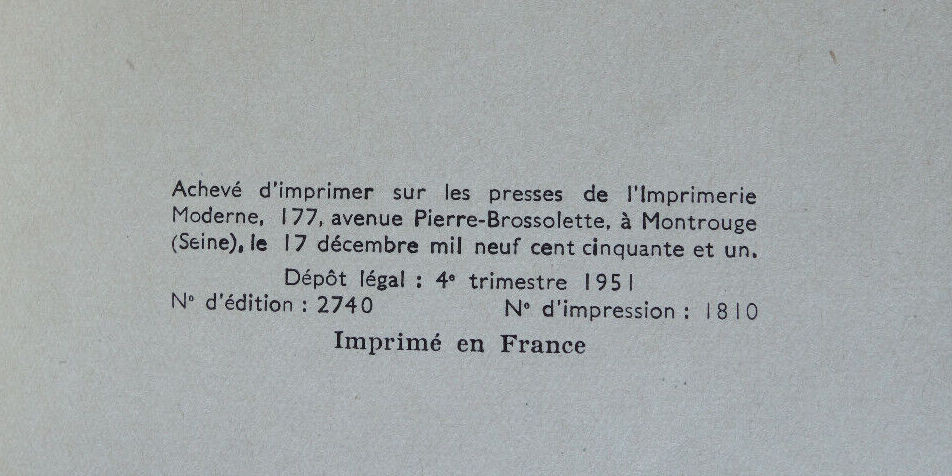 Achevé d'imprimer sur les presses de l'Imprimerie
Moderne, 177, avenue Pierre-Brossolette, à Montrouge
(Seine), le 17 décembre mil neuf cent cinquante et un.
Dépôt légal : 4e trimestre 1951
No d'édition : 2740 No d'impression : 1810
Imprimé en France